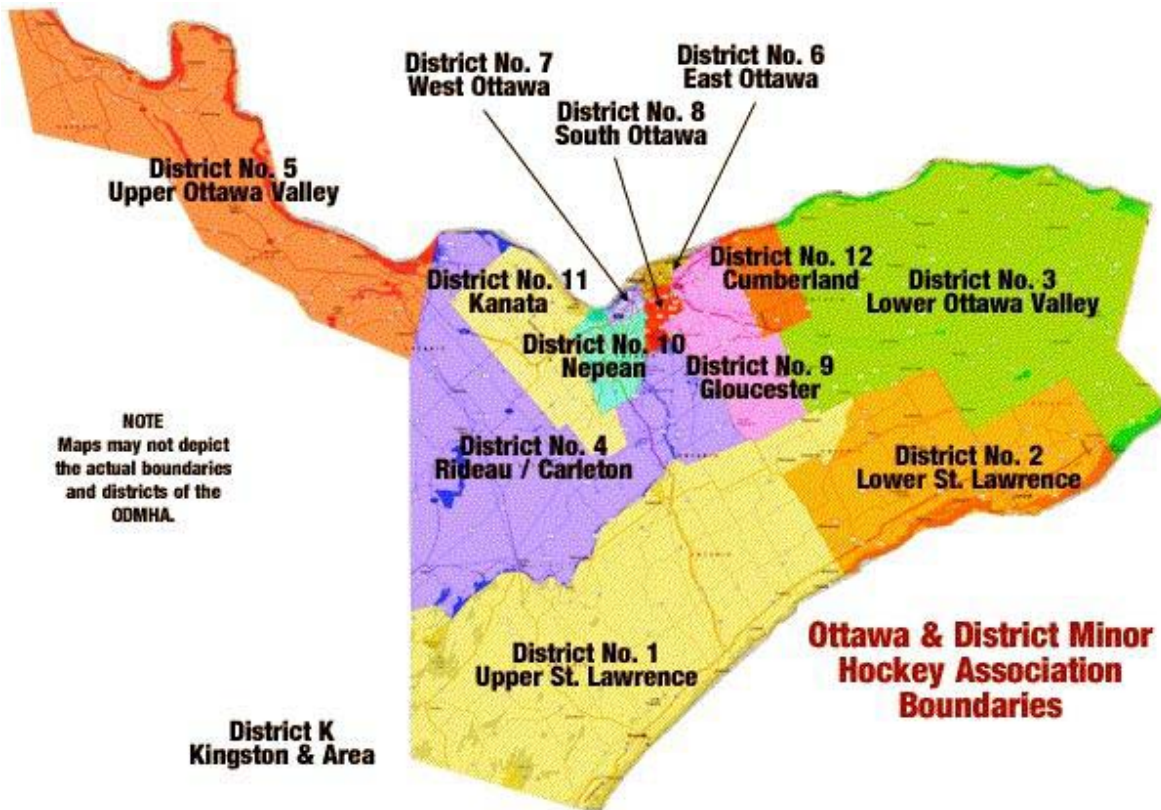 District No. 7
West Ottawa
District No. 6
East Ottawa
District No. 8
South Ottawa
District No. 5
Upper Ottawa Valley
District No. 11
Kanata
District No. 12
Cumberland
District No. 3
Lower Ottawa Valley
District No. 10
Nepean
District No. 9
Gloucester
NOTE
Maps may not depict
the actual boundaries
and districts of the
ODMHA.
District No. 4
Rideau / Carleton
District No. 2
Lower St. Lawrence
District No. 1
Upper St. Lawrence
Ottawa & District Minor
Hockey Association
Boundaries
District K
Kingston & Area